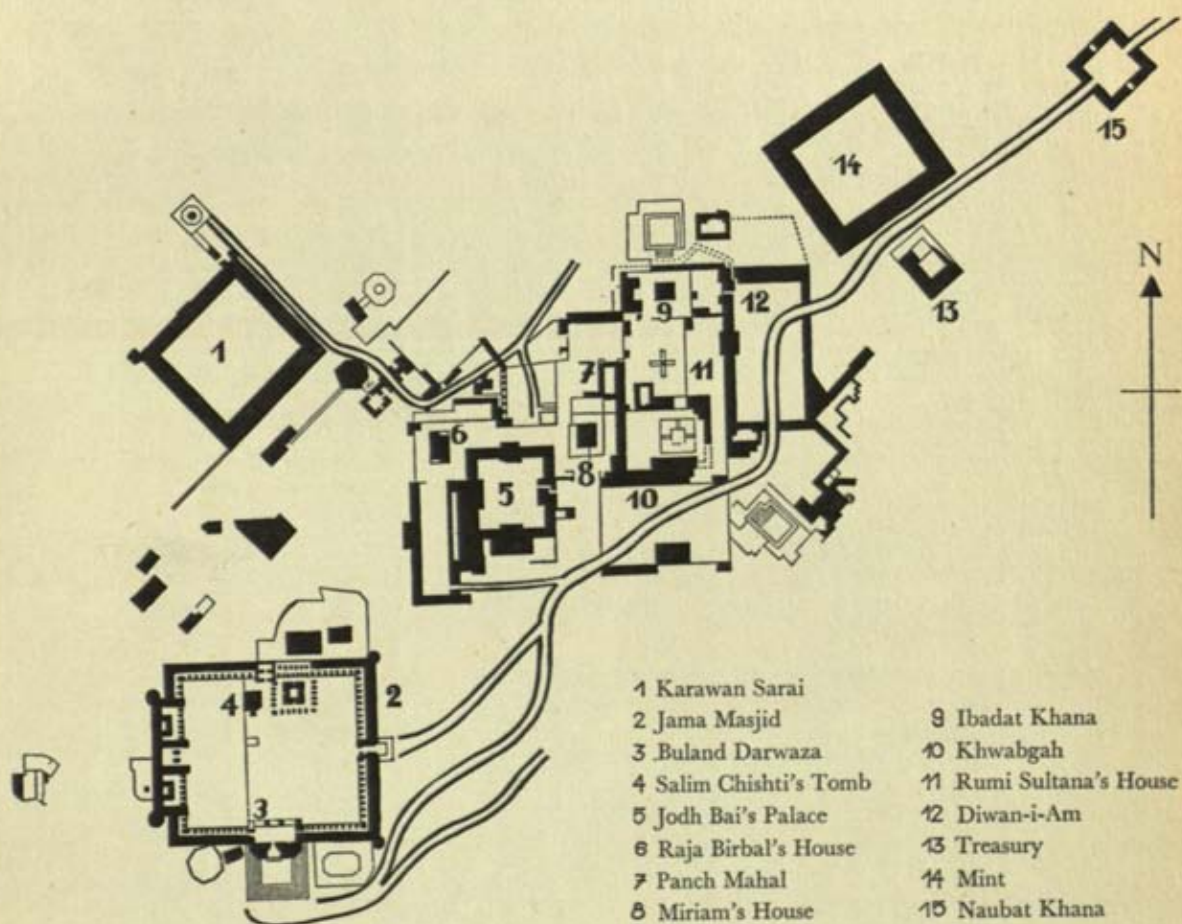 15
14
N
13
1
12
9
7
11
6
5
8
10
4
2
3
1 Karawan Sarai
2 Jama Masjid
3 Buland Darwaza
4 Salim Chishti's Tomb
5 Jodh Bai's Palace
6 Raja Birbal's House
7 Panch Mahal
8 Miriam's House
9 Ibadat Khana
10 Khwabgah
11 Rumi Sultana's House
12 Diwan-i-Am
13 Treasury
14 Mint
15 Naubat Khana